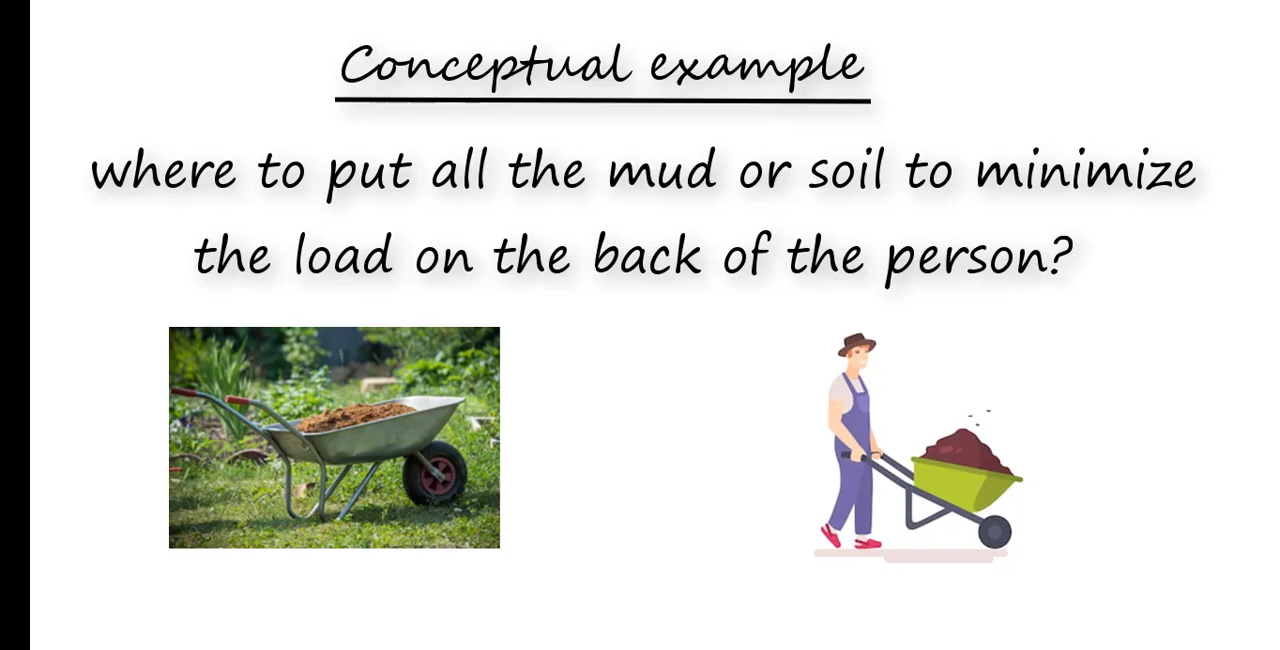 Conceptual example
where to put all the mud or soil to minimize
the load on the back of the person?